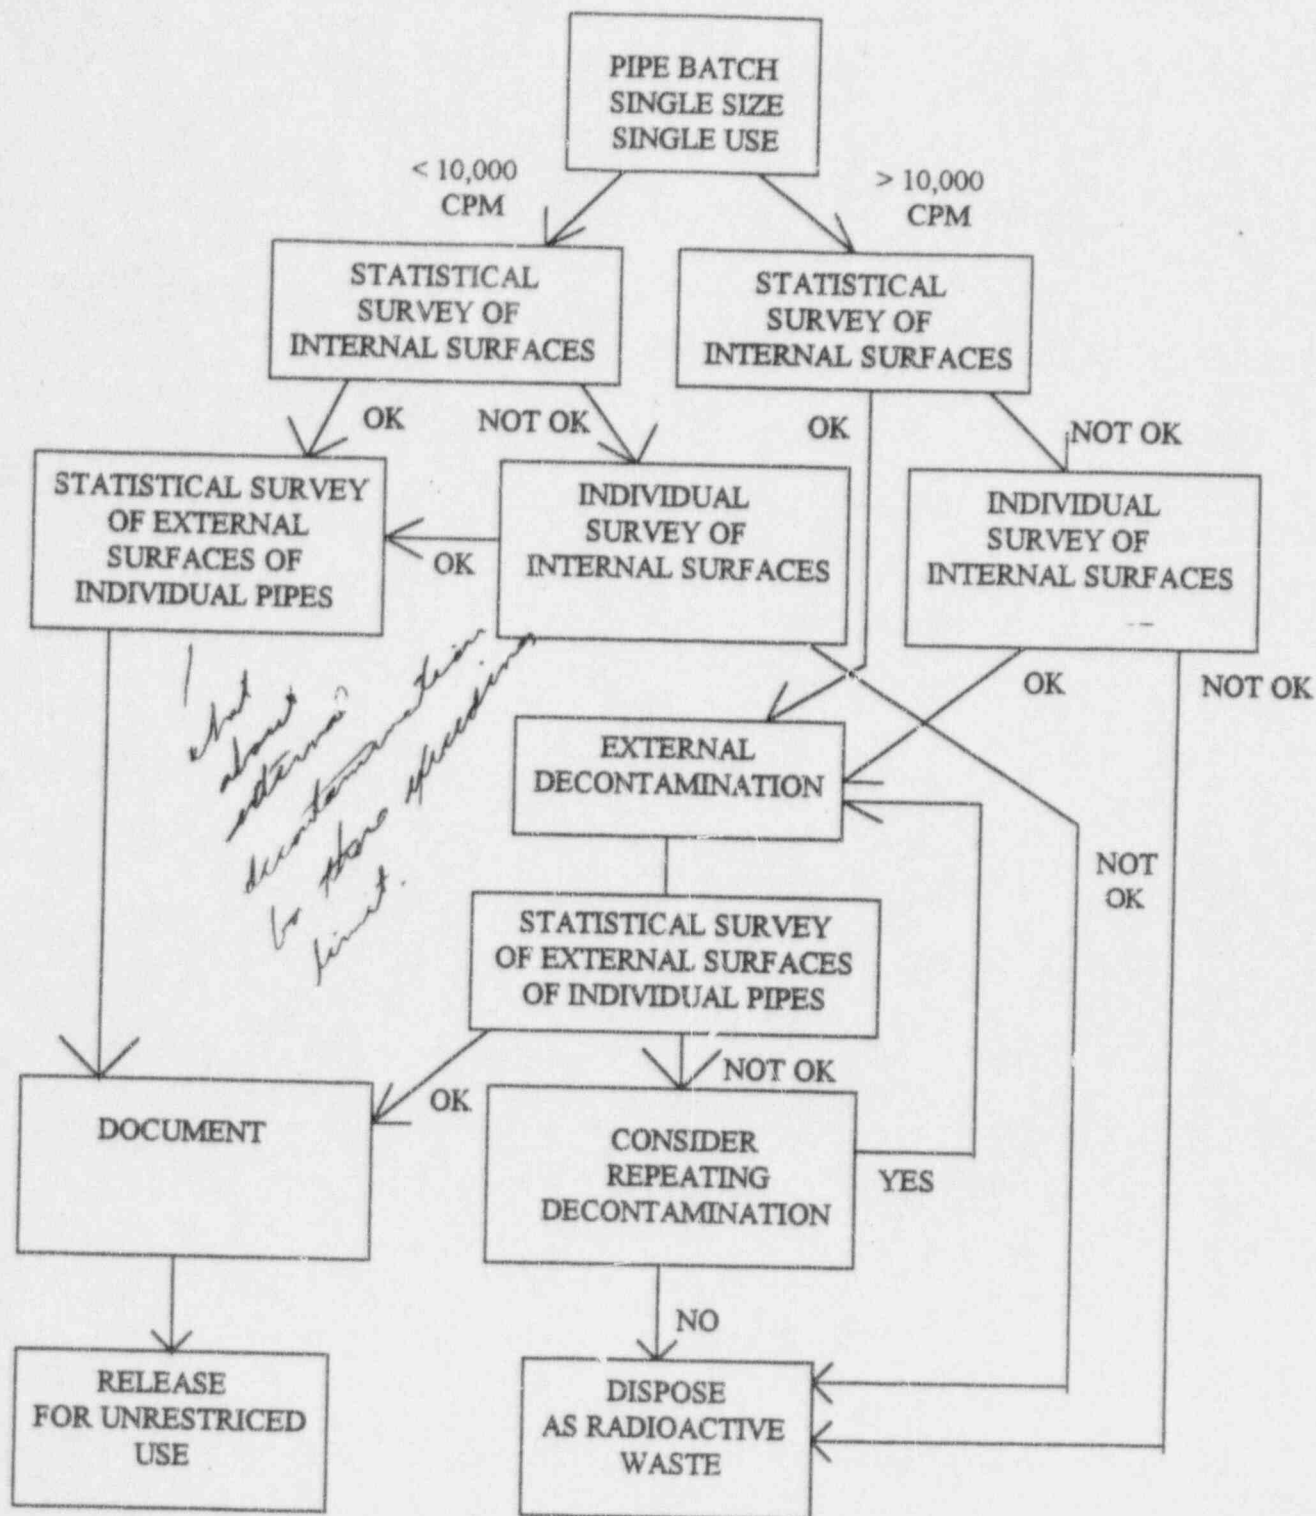 PIPE BATCH
SINGLE SIZE
SINGLE USE
< 10,000
CPM
> 10,000
CPM
STATISTICAL
SURVEY OF
INTERNAL SURFACES
STATISTICAL
SURVEY OF
INTERNAL SURFACES
OK
NOT OK
OK
NOT OK
STATISTICAL SURVEY
OF EXTERNAL
SURFACES OF
INDIVIDUAL PIPES
OK
INDIVIDUAL
SURVEY OF
INTERNAL SURFACES
INDIVIDUAL
SURVEY OF
INTERNAL SURFACES
what
about
external
decontamination
to those exceeding
limit.
OK
NOT OK
EXTERNAL
DECONTAMINATION
NOT
OK
STATISTICAL SURVEY
OF EXTERNAL SURFACES
OF INDIVIDUAL PIPES
OK
NOT OK
DOCUMENT
CONSIDER
REPEATING
DECONTAMINATION
YES
NO
RELEASE
FOR UNRESTRICED
USE
DISPOSE
AS RADIOACTIVE
WASTE